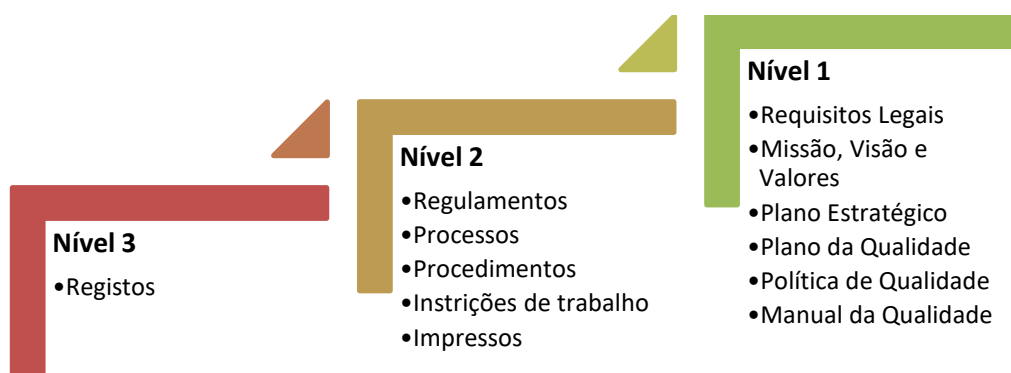 Nível 3
•Registos
Nível 2
•Regulamentos
•Processos
•Procedimentos
•Instrições de trabalho
•Impressos
Nível 1
•Requisitos Legais
•Missão, Visão e
Valores
•Plano Estratégico
•Plano da Qualidade
•Política de Qualidade
•Manual da Qualidade